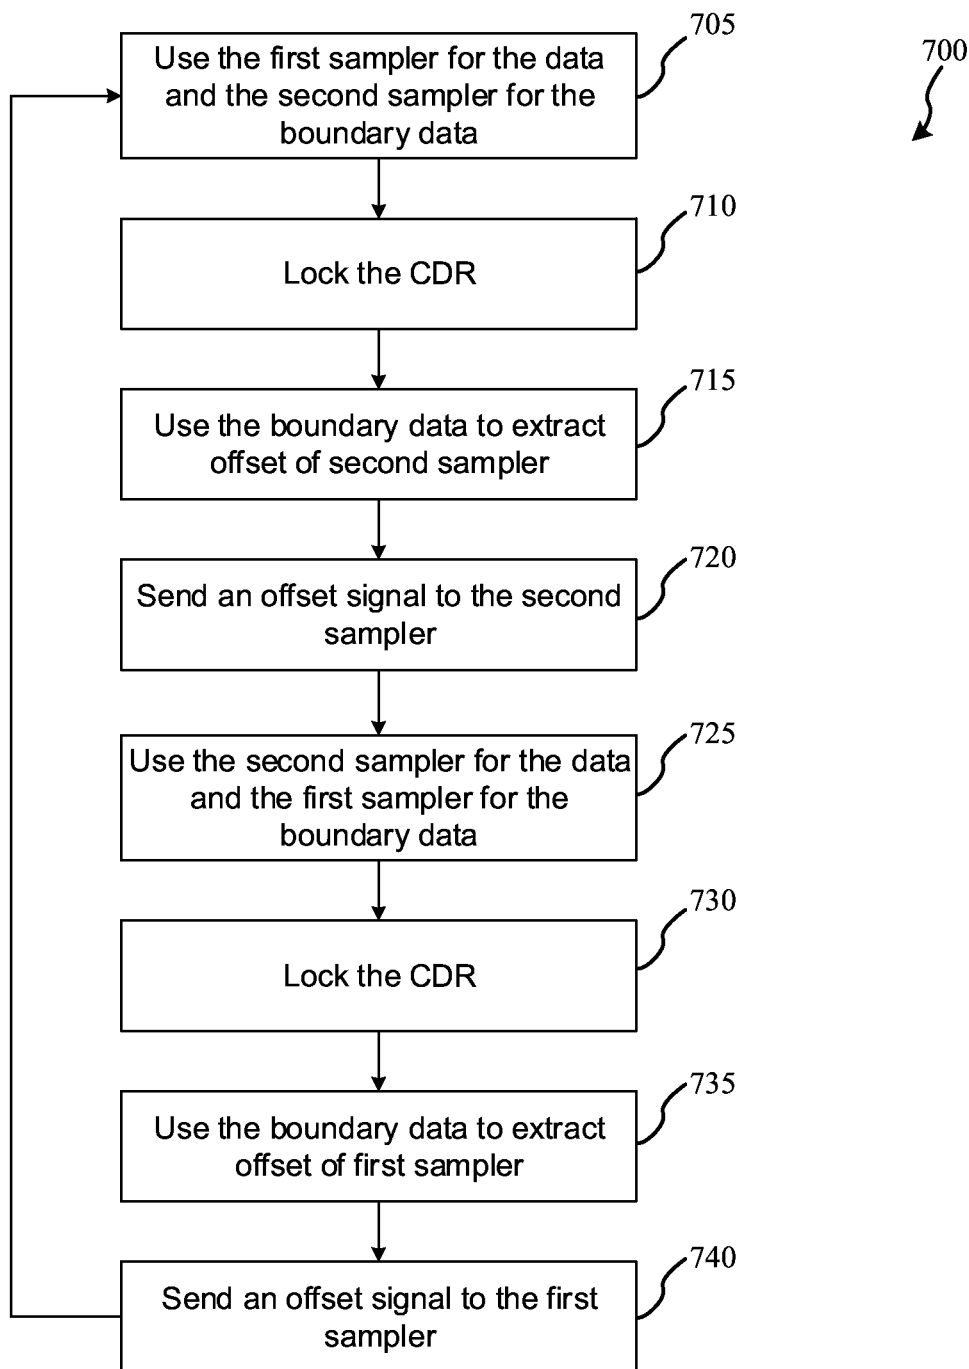 705
700
Use the first sampler for the data
and the second sampler for the
boundary data
710
Lock the CDR
715
Use the boundary data to extract
offset of second sampler
720
Send an offset signal to the second
sampler
725
Use the second sampler for the data
and the first sampler for the
boundary data
730
Lock the CDR
735
Use the boundary data to extract
offset of first sampler
740
Send an offset signal to the first
sampler